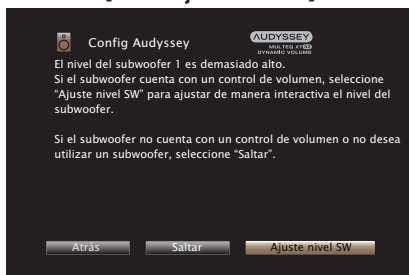 Config Audyssey
AUDYSSEY
MULTEQ XT32
DYNAMIC VOLUME
El nivel del subwoofer 1 es demasiado alto.
Si el subwoofer cuenta con un control de volumen, seleccione
“Ajuste nivel SW” para ajustar de manera interactiva el nivel del
subwoofer.
Si el subwoofer no cuenta con un control de volumen o no desea
utilizar un subwoofer, seleccione “Saltar”.
Atrás Saltar Ajuste nivel SW